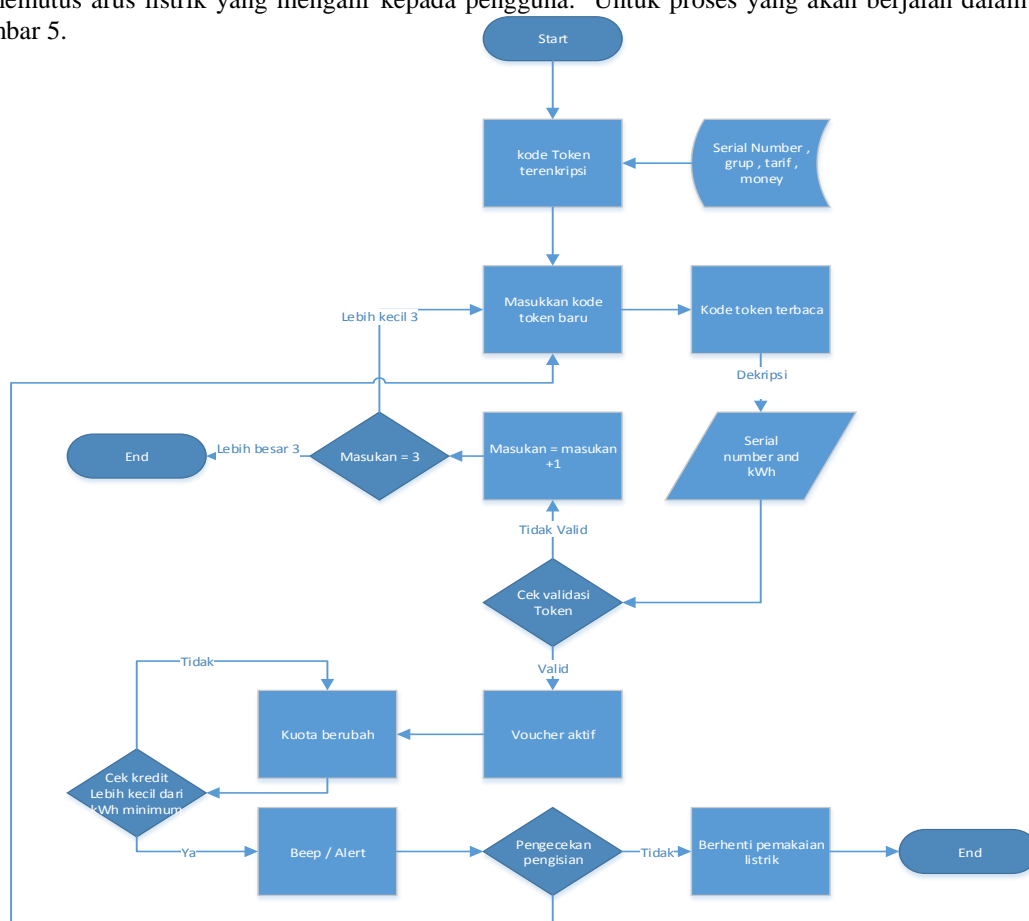 memutus arus listrik yang mengalir kepada pengguna. Untuk proses yang akan berjalan dalam
mbar 5.
Start
kode Token
terenkripsi
Serial Number ,
grup , tarif ,
money
Lebih kecil 3
Masukkan kode
token baru
Kode token terbaca
Dekripsi
End
Lebih besar 3
Masukan = 3
Masukan = masukan
+1
Serial
number and
kWh
Tidak Valid
Cek validasi
Token
Valid
Tidak
Kuota berubah
Voucher aktif
Cek kredit
Lebih kecil dari
kWh minimum
Ya
Beep / Alert
Pengecekan
pengisian
Tidak
Berhenti pemakaian
listrik
End